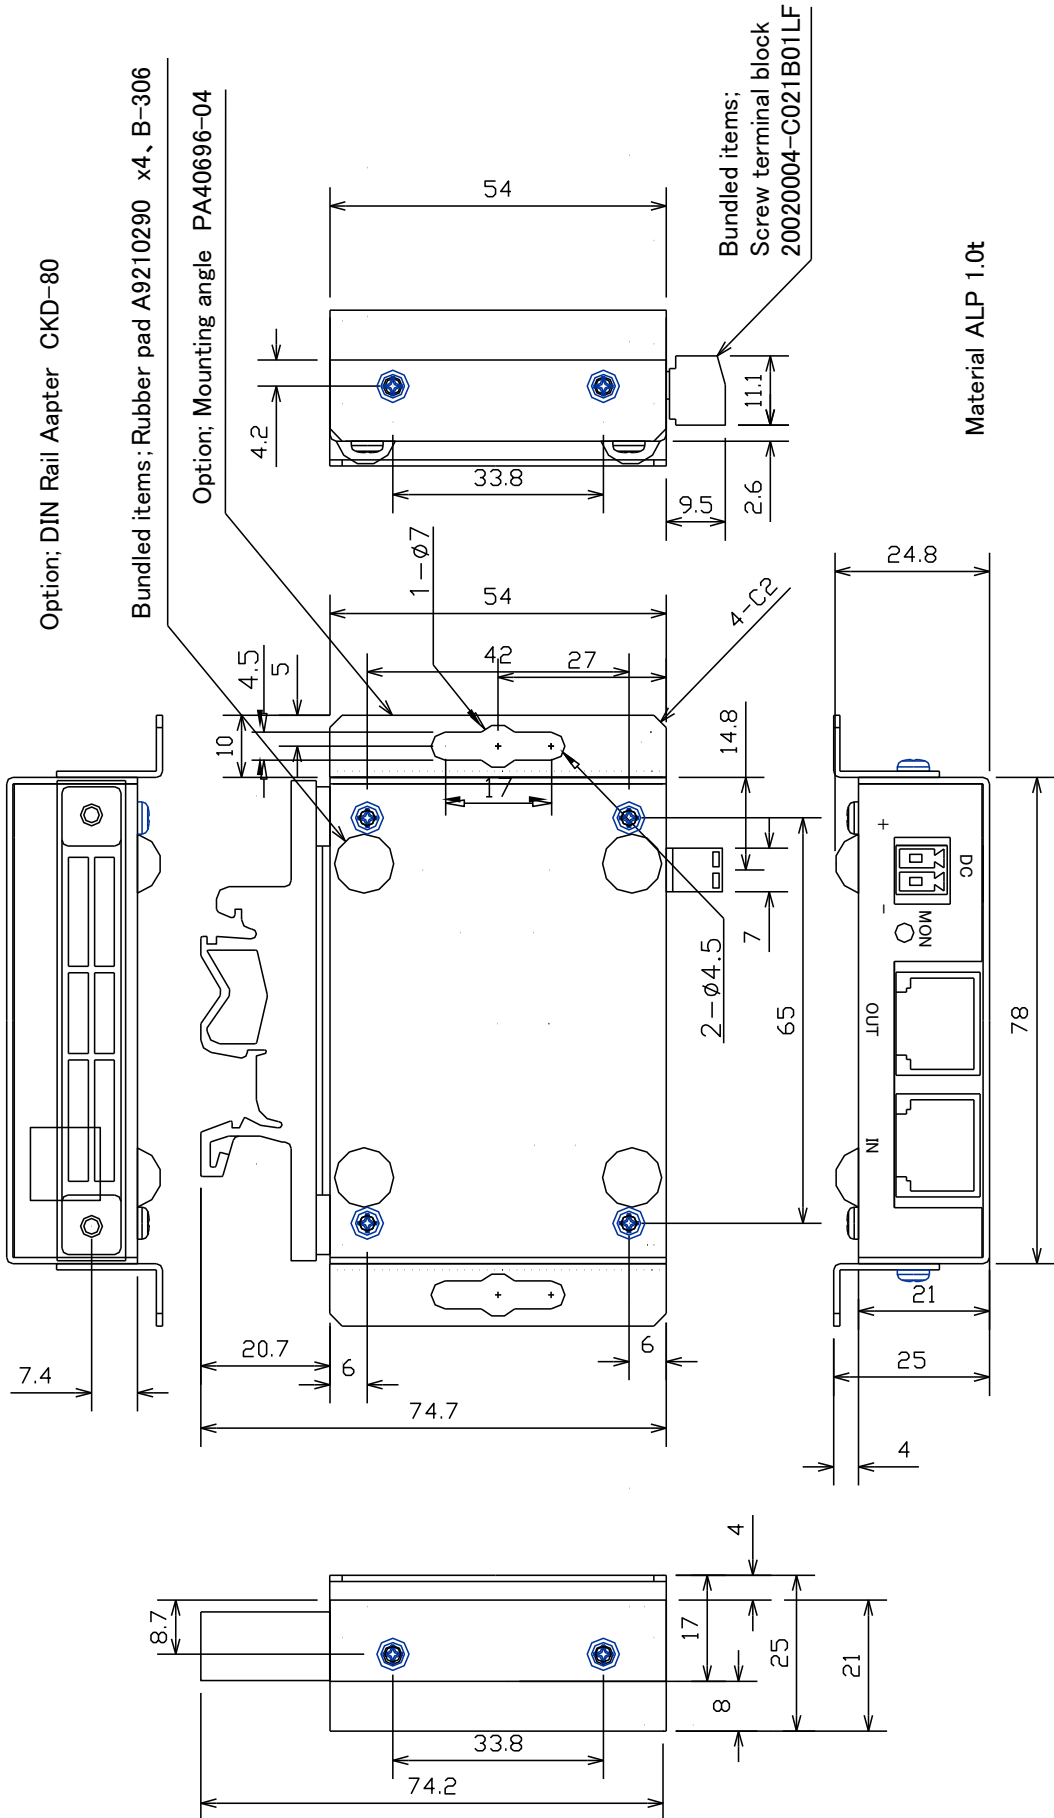 Option; DIN Rail Aapter CKD-80
Bundled items; Rubber pad A9210290 x4、B-306
Option; Mounting angle PA40696-04
54
4.2
33.8
11.1
9.5
2.6
Bundled items;
Screw terminal block
20020004-C021B01LF
Material ALP 1.0t
1-ø7
54
4-C2
42
27
4.5
5
10
17
14.8
7
2-ø4.5
65
20.7
6
6
74.7
7.4
24.8
+
-
DC
MON
OUT
IN
78
21
25
4
8.7
4
17
25
21
8
33.8
74.2